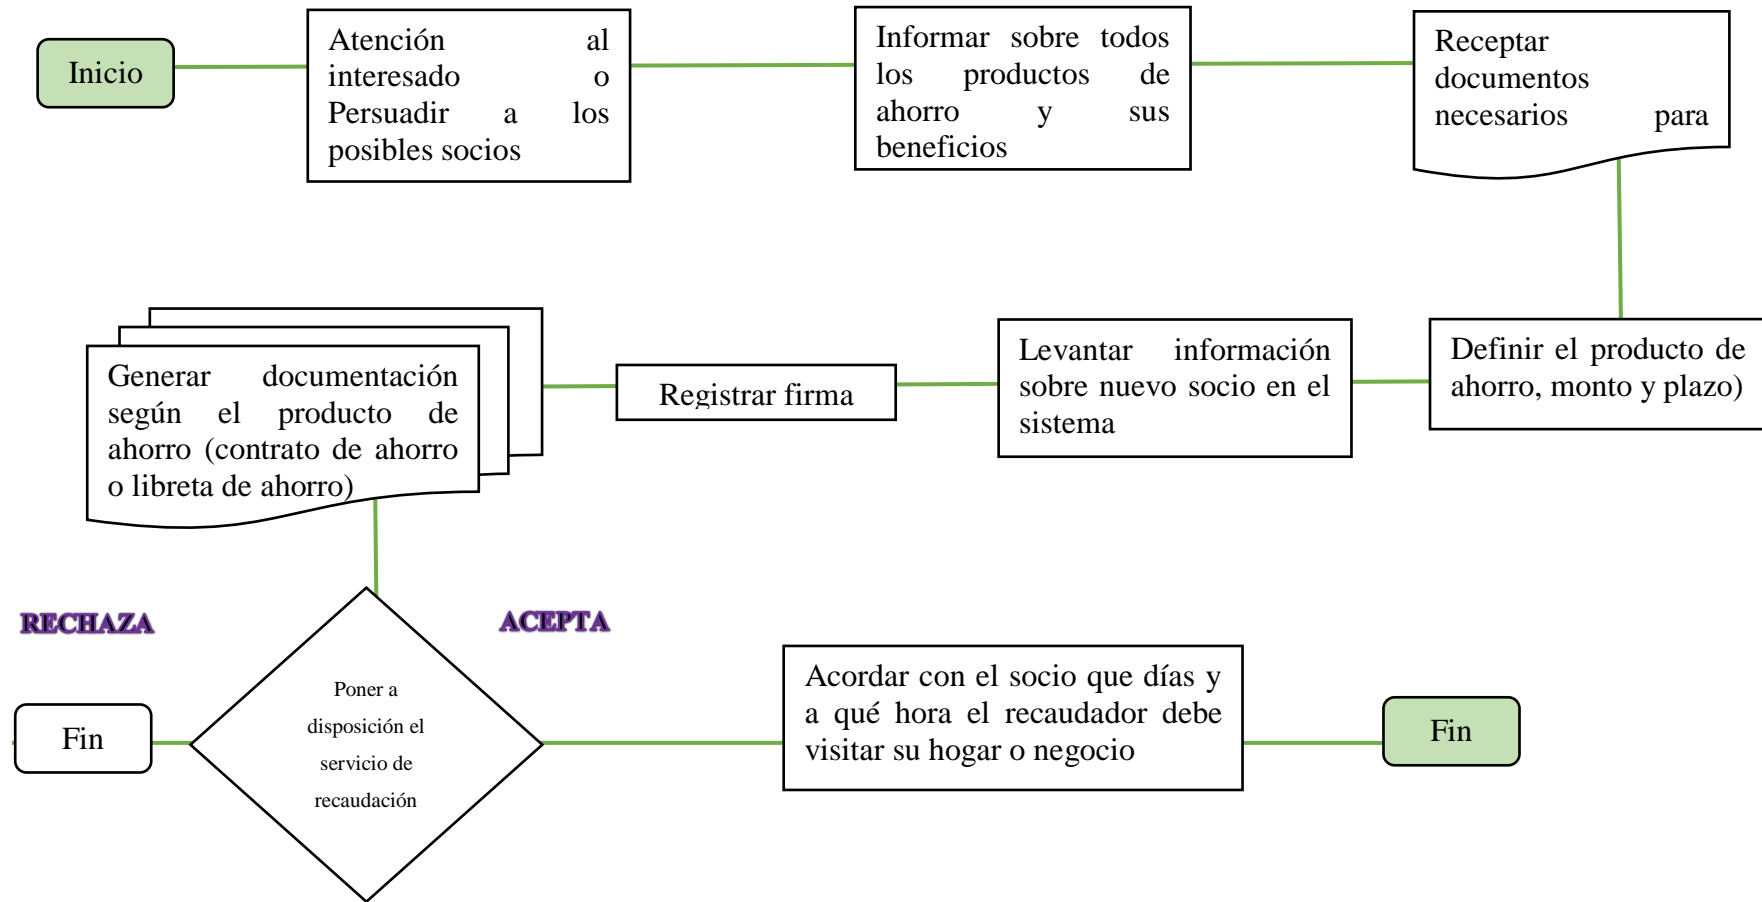 Inicio
Atención al
interesado o
Persuadir a los
posibles socios
Informar sobre todos
los productos de
ahorro y sus
beneficios
Receptar
documentos
necesarios para
Definir el producto de
ahorro, monto y plazo)
Levantar información
sobre nuevo socio en el
sistema
Registrar firma
Generar documentación
según el producto de
ahorro (contrato de ahorro
o libreta de ahorro)
RECHAZA
ACEPTA
Poner a
disposición el
servicio de
recaudación
Fin
Acordar con el socio que días y
a qué hora el recaudador debe
visitar su hogar o negocio
Fin